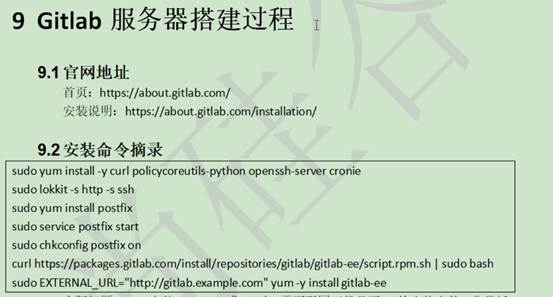 9 Gitlab 服务器搭建过程
9.1 官网地址
首页：https://about.gitlab.com/
安装说明：https://about.gitlab.com/installation/
9.2 安装命令摘录
sudo yum install -y curl policycoreutils-python openssh-server cronie
sudo lokkit -s http -s ssh
sudo yum install postfix
sudo service postfix start
sudo chkconfig postfix on
curl https://packages.gitlab.com/install/repositories/gitlab/gitlab-ee/script.rpm.sh | sudo bash
sudo EXTERNAL_URL="http://gitlab.example.com" yum -y install gitlab-ee
尚硅谷